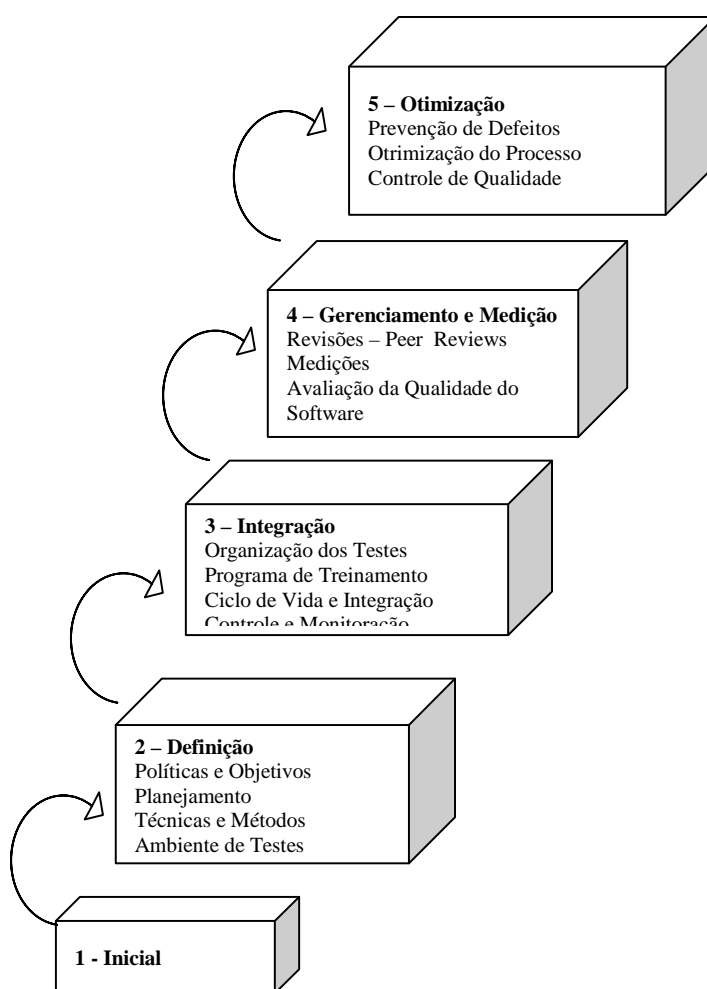 5 – Otimização
Prevenção de Defeitos
Otrimização do Processo
Controle de Qualidade
4 – Gerenciamento e Medição
Revisões – Peer Reviews
Medições
Avaliação da Qualidade do
Software
3 – Integração
Organização dos Testes
Programa de Treinamento
Ciclo de Vida e Integração
Controle e Monitoração
2 – Definição
Políticas e Objetivos
Planejamento
Técnicas e Métodos
Ambiente de Testes
1 - Inicial